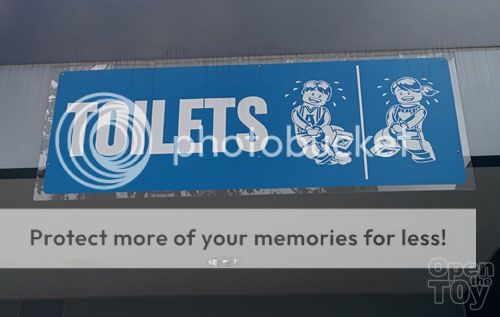 TOILETS
photobucket
Protect more of your memories for less!
Open
the
Toy